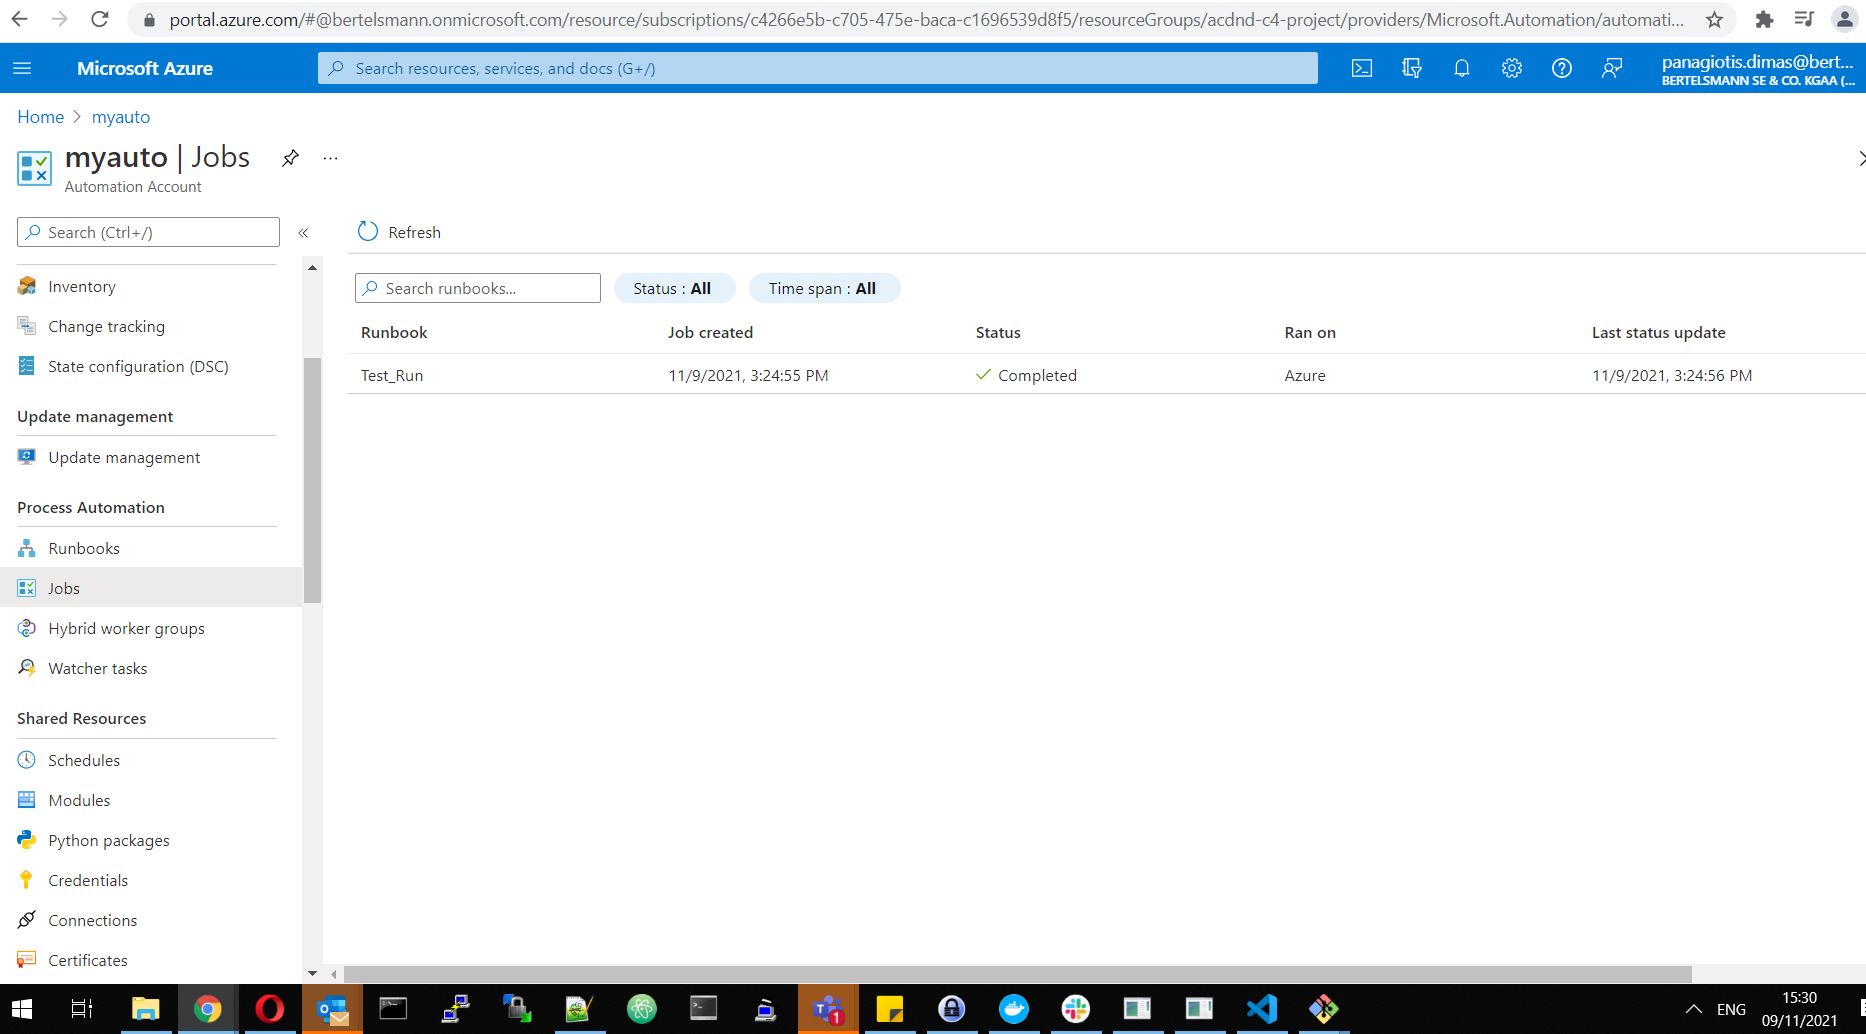 portal.azure.com/#@bertelsmann.onmicrosoft.com/resource/subscriptions/c4266e5b-c705-475e-baca-c1696539d8f5/resourceGroups/acdnd-c4-project/providers/Microsoft.Automation/automati...
Microsoft Azure
Search resources, services, and docs (G+/)
panagiotis.dimas@bert...
BERTELSMANN SE & CO. KGAA (...
Home > myauto
myauto | Jobs
...
Automation Account
Search (Ctrl+/)
«
Inventory
Change tracking
State configuration (DSC)
Update management
Update management
Process Automation
Runbooks
Jobs
Hybrid worker groups
Watcher tasks
Shared Resources
Schedules
Modules
Python packages
Credentials
Connections
Certificates
Refresh
Search runbooks...
Status : All
Time span : All
Runbook Job created Status Ran on Last status update
Test_Run 11/9/2021, 3:24:55 PM Completed Azure 11/9/2021, 3:24:56 PM
1
ENG
15:30
09/11/2021